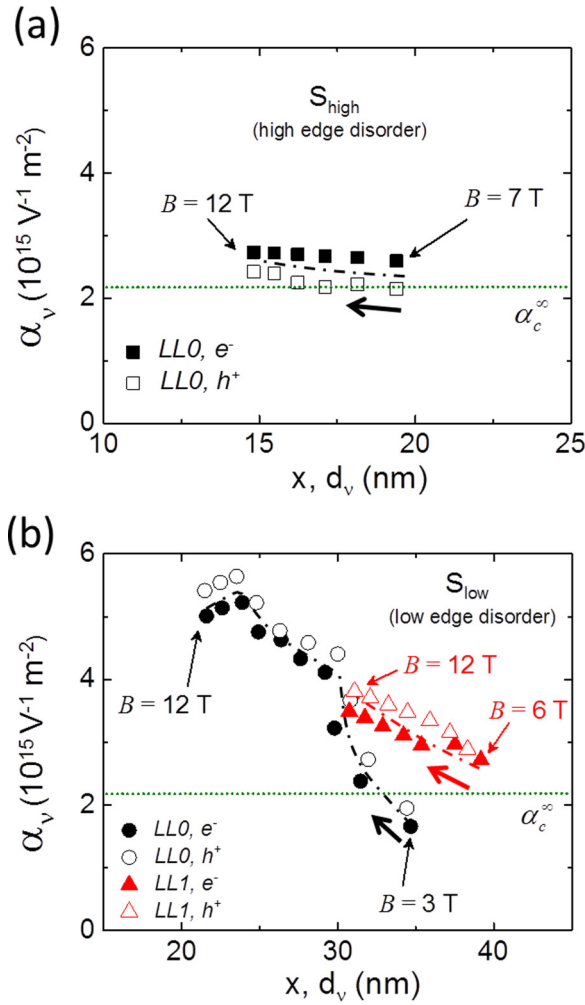 (a)
6
4
2
0
α_ν (10^15 V^-1 m^-2)
S_high
(high edge disorder)
B = 12 T
B = 7 T
α_c^∞
LL0, e^-
LL0, h^+
10 15 20 25
x, d_ν (nm)
(b)
6
4
2
0
α_ν (10^15 V^-1 m^-2)
S_low
(low edge disorder)
B = 12 T
B = 12 T
B = 6 T
α_c^∞
LL0, e^-
LL0, h^+
LL1, e^-
LL1, h^+
B = 3 T
20 30 40
x, d_ν (nm)